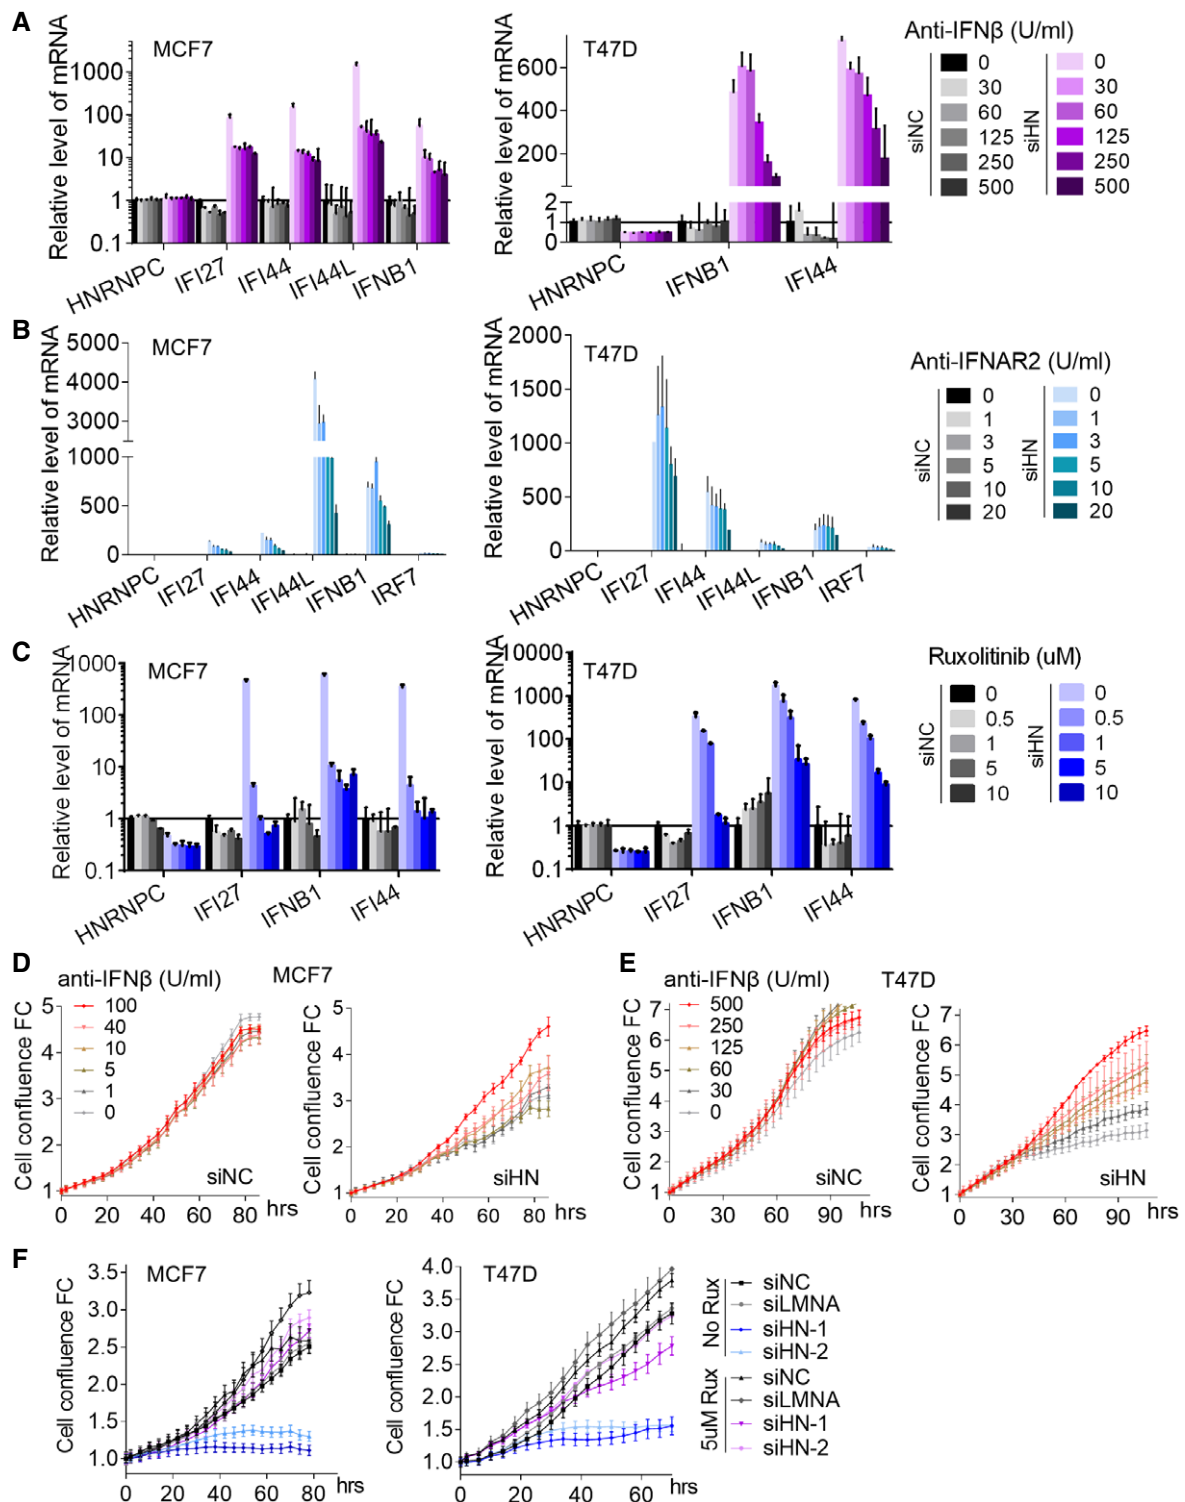 A
MCF7
Relative level of mRNA
1000
100
10
1
0.1
HNRNPC
IFI27
IFI44
IFI44L
IFNB1
T47D
Relative level of mRNA
600
400
200
2
1
0
HNRNPC
IFNB1
IFI44
Anti-IFNβ (U/ml)
siNC
0
30
60
125
250
500
siHN
0
30
60
125
250
500
B
MCF7
Relative level of mRNA
5000
4000
3000
1000
500
0
HNRNPC
IFI27
IFI44
IFI44L
IFNB1
IRF7
T47D
Relative level of mRNA
2000
1500
1000
500
0
HNRNPC
IFI27
IFI44
IFI44L
IFNB1
IRF7
Anti-IFNAR2 (U/ml)
siNC
0
1
3
5
10
20
siHN
0
1
3
5
10
20
C
MCF7
Relative level of mRNA
1000
100
10
1
0.1
HNRNPC
IFI27
IFNB1
IFI44
T47D
Relative level of mRNA
10000
1000
100
10
1
0.1
HNRNPC
IFI27
IFNB1
IFI44
Ruxolitinib (uM)
siNC
0
0.5
1
5
10
siHN
0
0.5
1
5
10
D
anti-IFNβ (U/ml)
MCF7
100
40
10
5
1
0
Cell confluence FC
5
4
3
2
1
siNC
0 20 40 60 80 hrs
Cell confluence FC
5
4
3
2
1
siHN
0 20 40 60 80 hrs
E
anti-IFNβ (U/ml)
T47D
500
250
125
60
30
0
Cell confluence FC
7
6
5
4
3
2
1
siNC
0 30 60 90 hrs
Cell confluence FC
7
6
5
4
3
2
1
siHN
0 30 60 90 hrs
F
MCF7
Cell confluence FC
3.5
3.0
2.5
2.0
1.5
1.0
0 20 40 60 80 hrs
T47D
Cell confluence FC
4.0
3.5
3.0
2.5
2.0
1.5
1.0
0 20 40 60 hrs
No Rux
siNC
siLMNA
siHN-1
siHN-2
5uM Rux
siNC
siLMNA
siHN-1
siHN-2